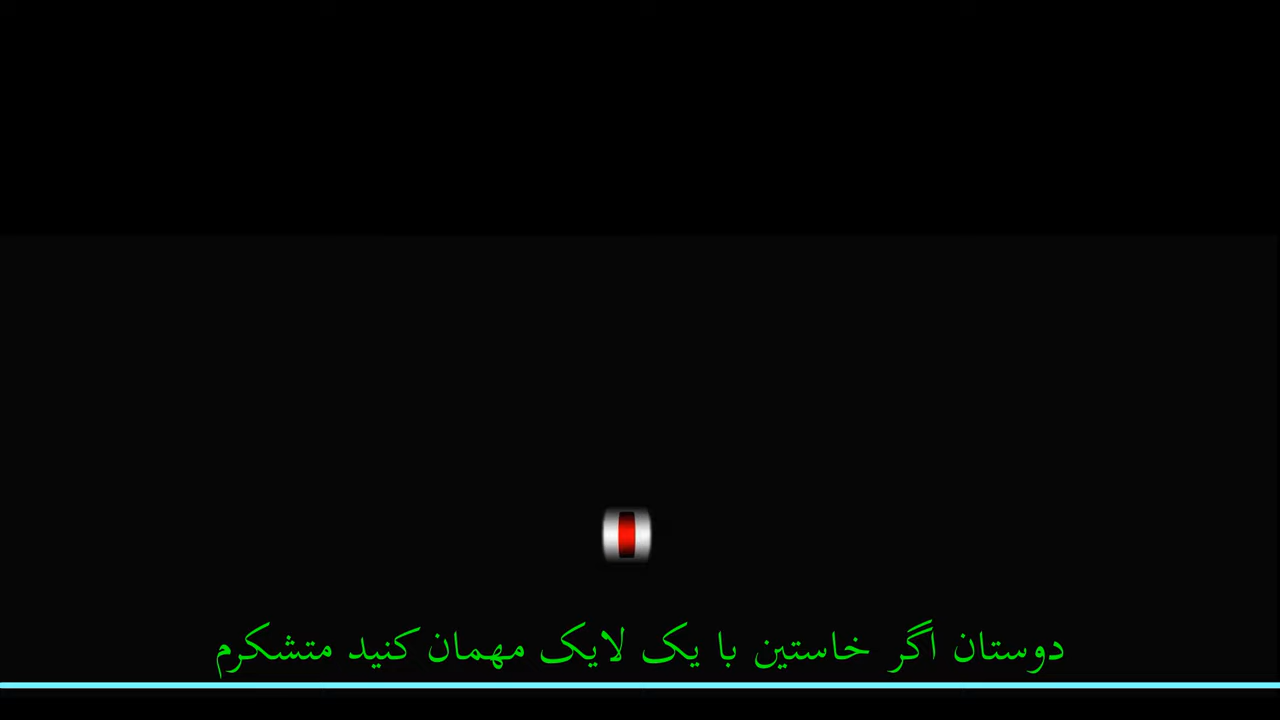 دوستان اگر خاستین با یک لایک مهمان کنید متشکرم